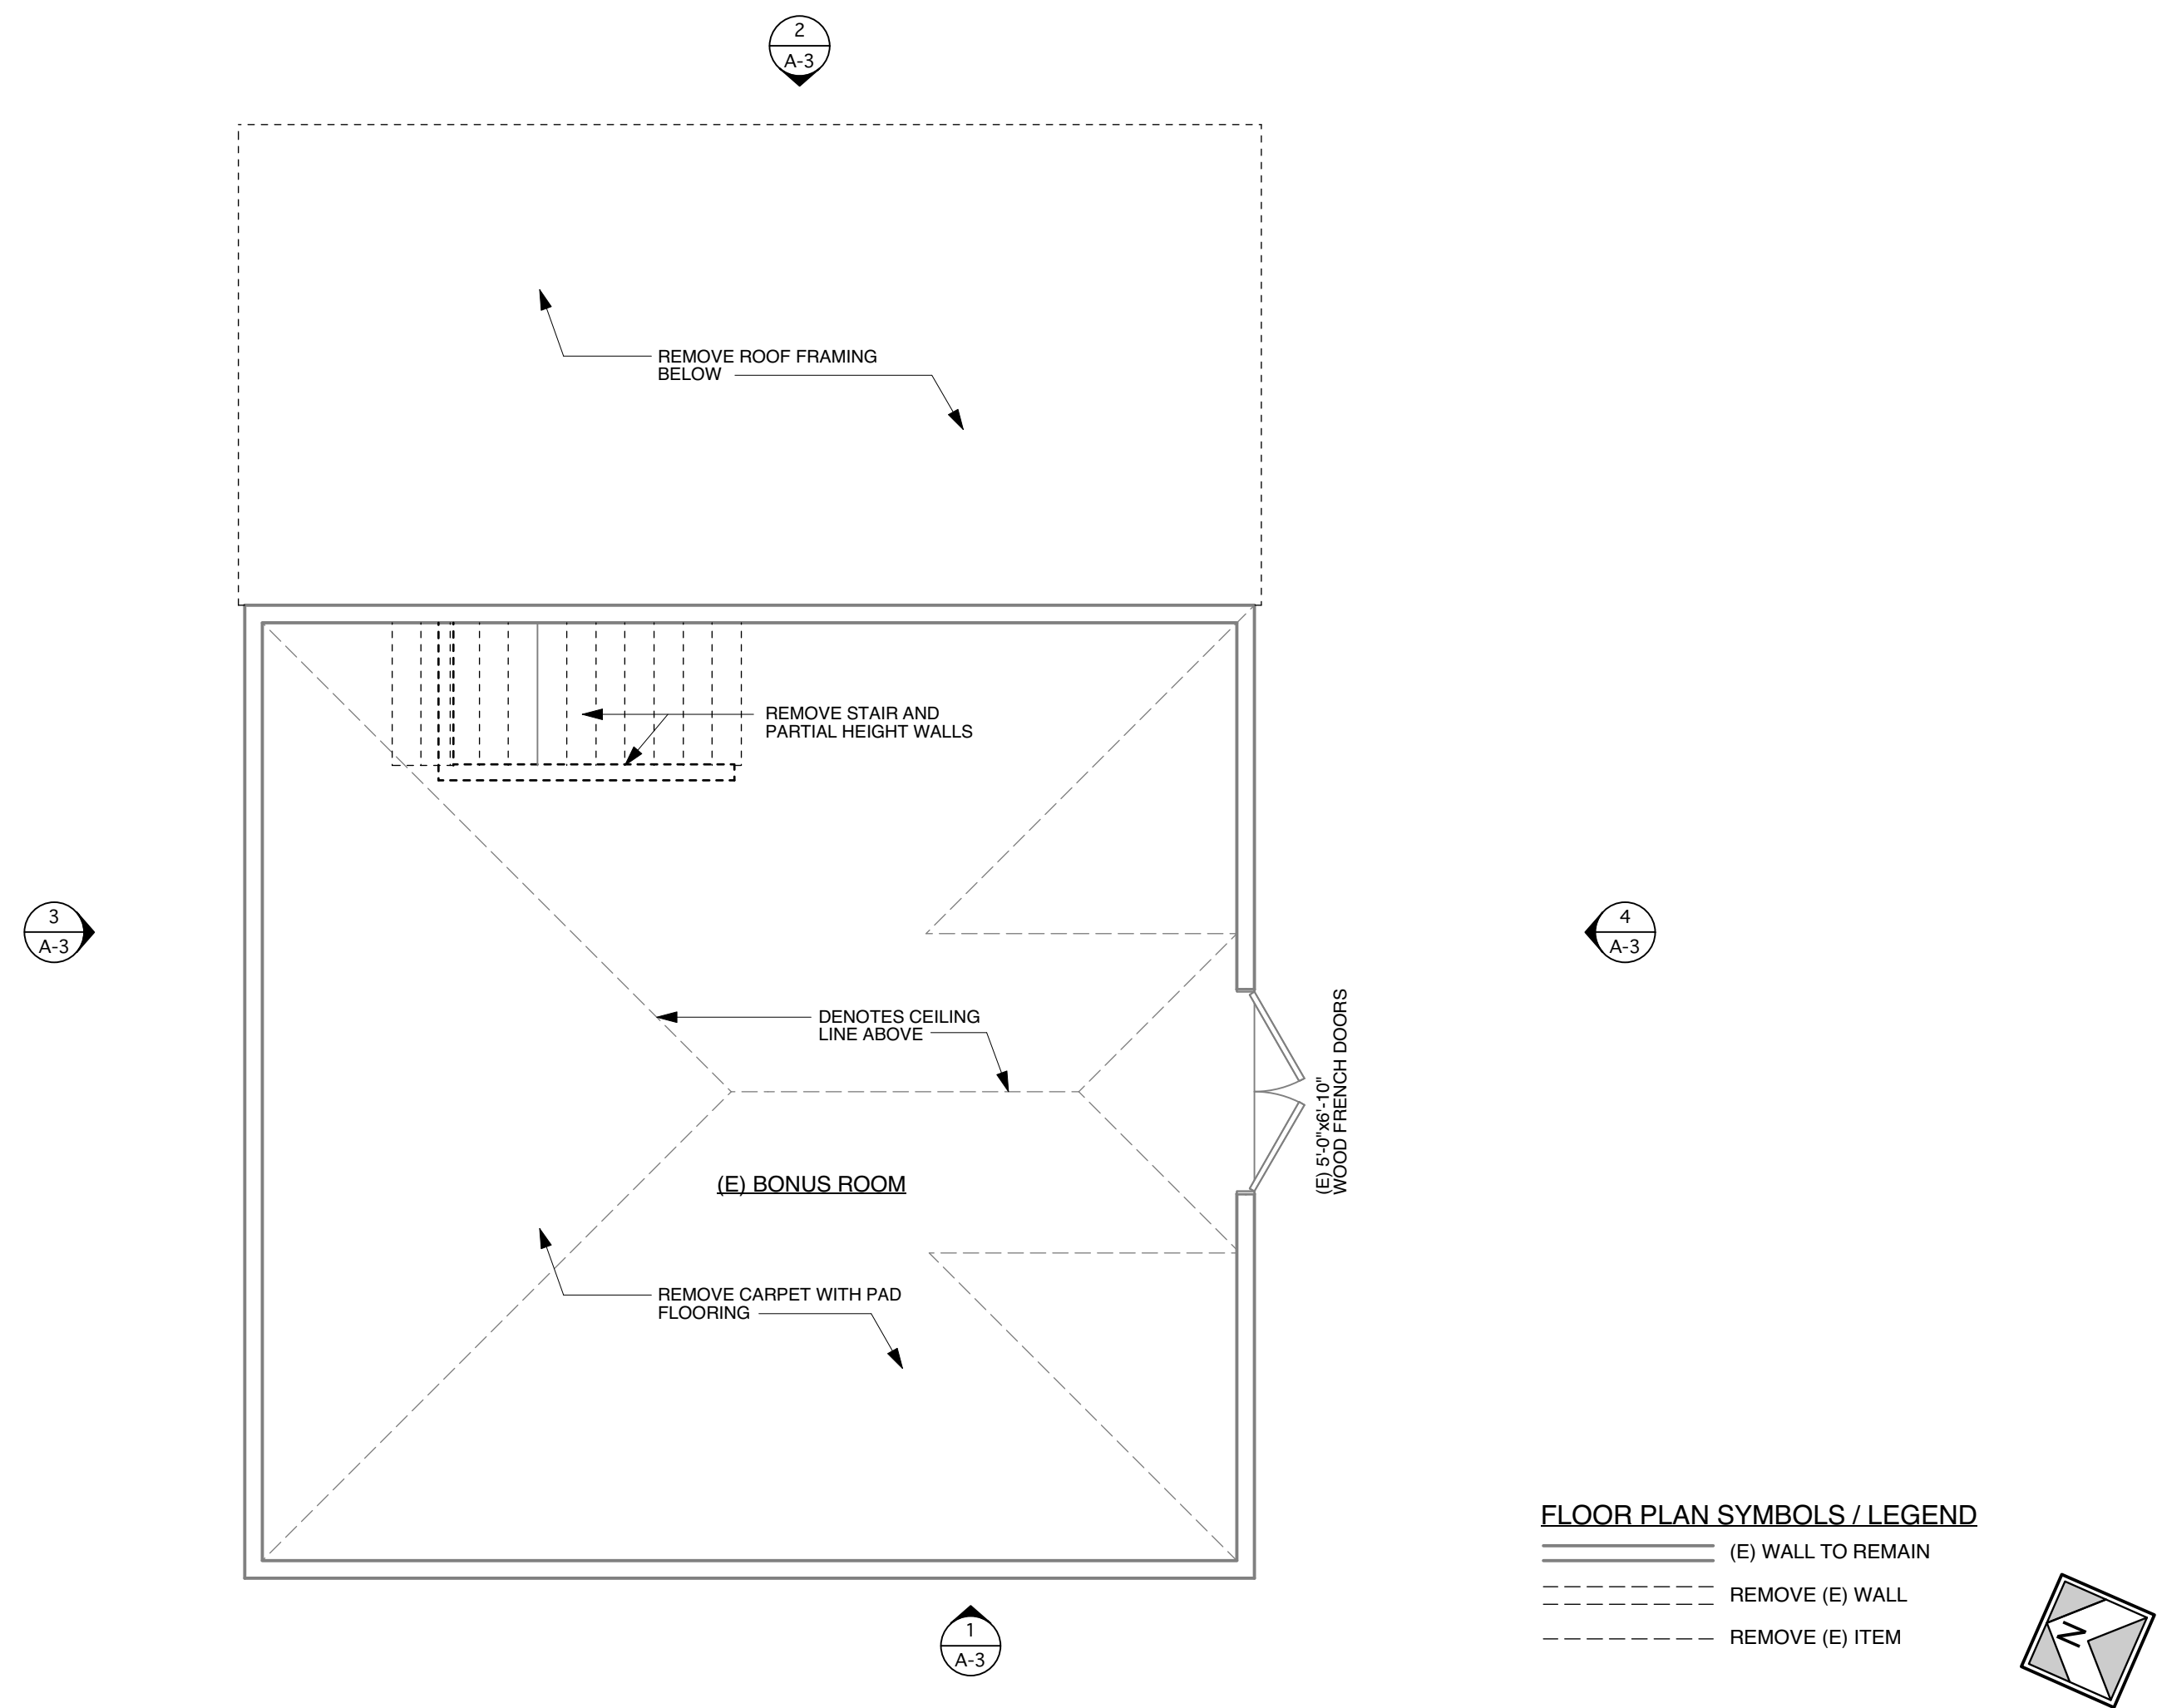 2
A-3
REMOVE ROOF FRAMING
BELOW
REMOVE STAIR AND
PARTIAL HEIGHT WALLS
3
A-3
4
A-3
DENOTES CEILING
LINE ABOVE
(E) 5'-0"x6'-10"
WOOD FRENCH DOORS
(E) BONUS ROOM
REMOVE CARPET WITH PAD
FLOORING
1
A-3
FLOOR PLAN SYMBOLS / LEGEND
(E) WALL TO REMAIN
REMOVE (E) WALL
REMOVE (E) ITEM
N